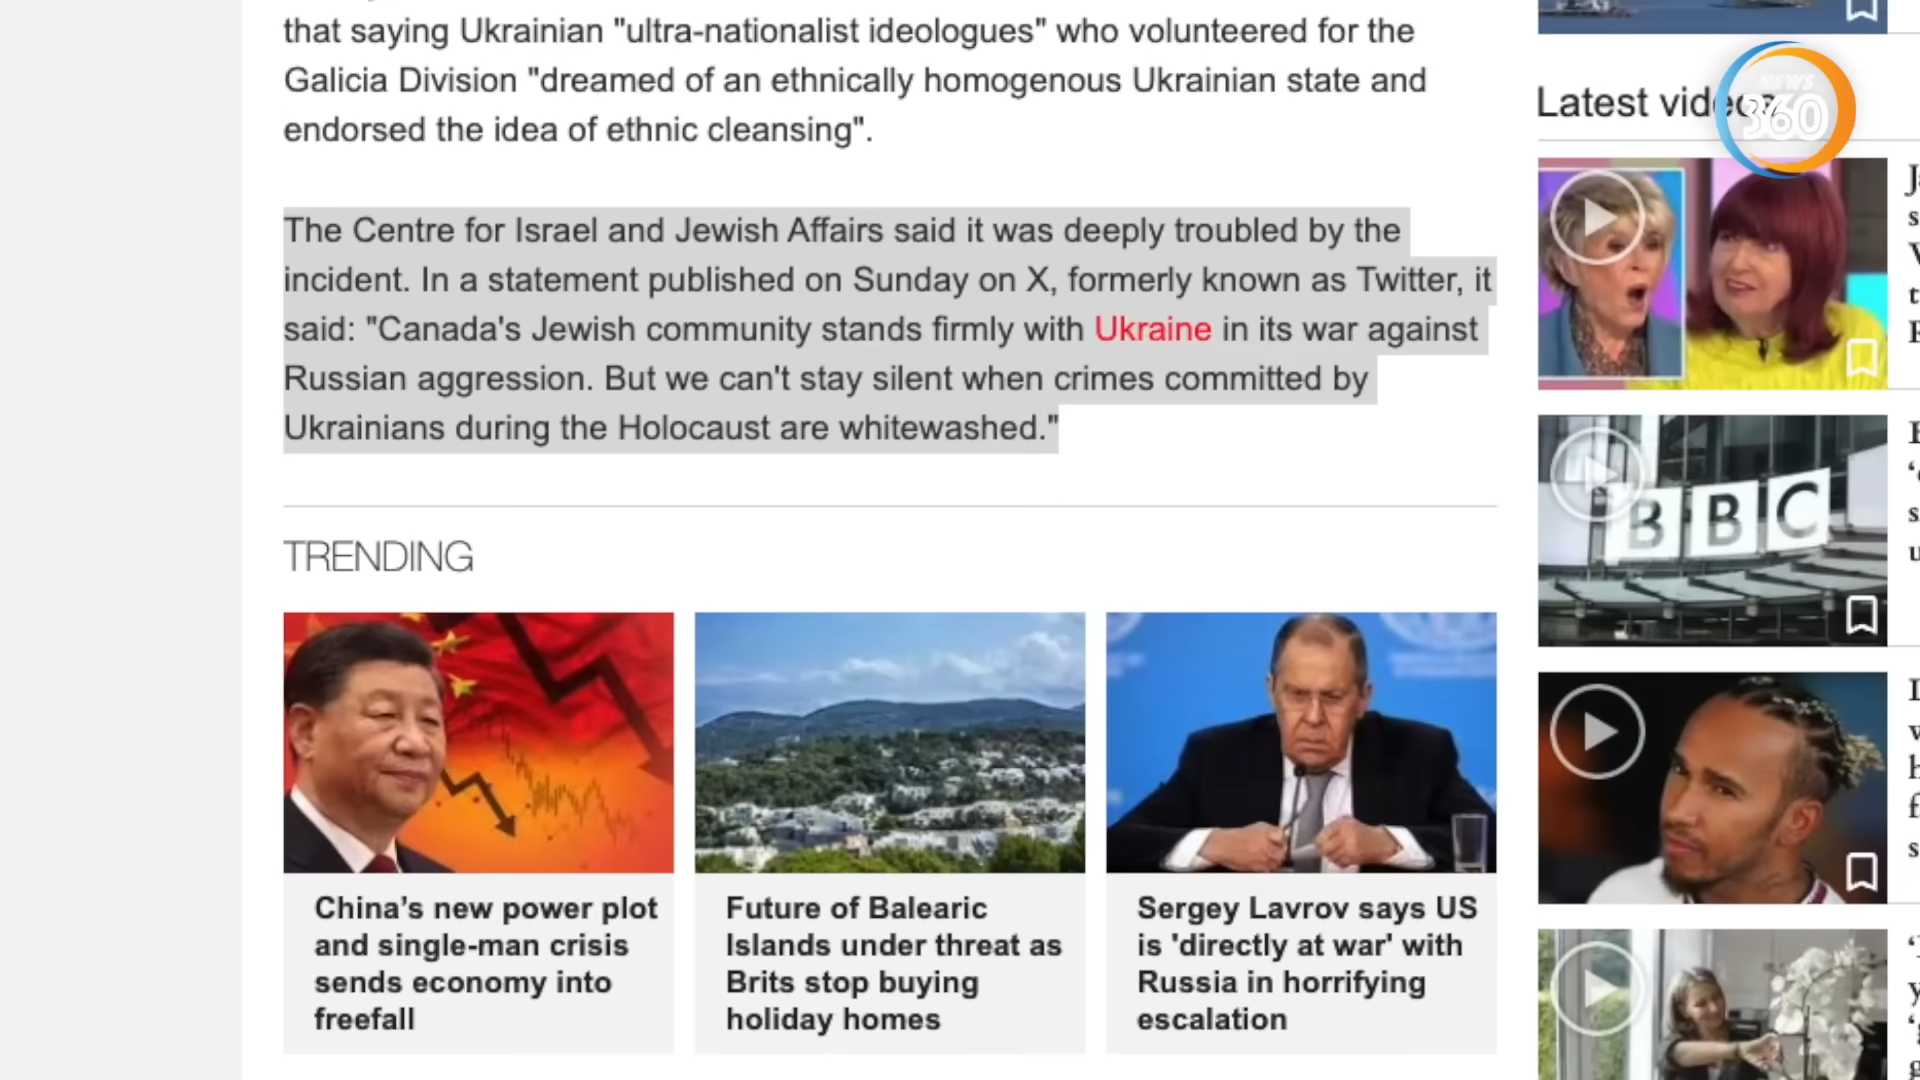 that saying Ukrainian "ultra-nationalist ideologues" who volunteered for the
Galicia Division "dreamed of an ethnically homogenous Ukrainian state and
endorsed the idea of ethnic cleansing".
The Centre for Israel and Jewish Affairs said it was deeply troubled by the
incident. In a statement published on Sunday on X, formerly known as Twitter, it
said: "Canada's Jewish community stands firmly with Ukraine in its war against
Russian aggression. But we can't stay silent when crimes committed by
Ukrainians during the Holocaust are whitewashed."
TRENDING
China's new power plot
and single-man crisis
sends economy into
freefall
Future of Balearic
Islands under threat as
Brits stop buying
holiday homes
Sergey Lavrov says US
is 'directly at war' with
Russia in horrifying
escalation
Latest videos
NEWS
360
BBC